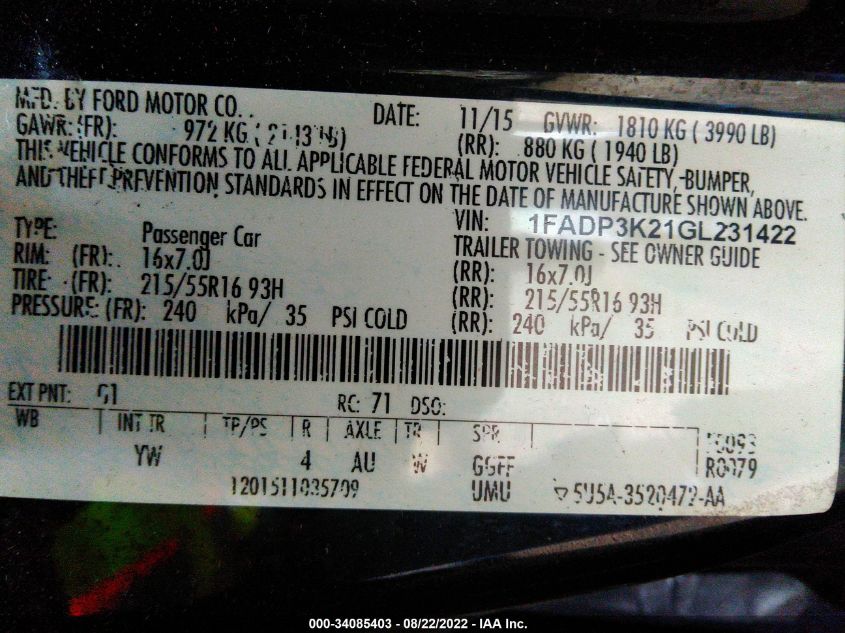 MFD. BY FORD MOTOR CO. DATE: 11/15 GVWR: 1810 KG ( 3990 LB)
GAWR: (FR): 972 KG ( 2143 LB) (RR): 880 KG ( 1940 LB)
THIS VEHICLE CONFORMS TO ALL APPLICABLE FEDERAL MOTOR VEHICLE SAFETY, BUMPER,
AND THEFT PREVENTION STANDARDS IN EFFECT ON THE DATE OF MANUFACTURE SHOWN ABOVE.
VIN: 1FADP3K21GL231422
TYPE: Passenger Car TRAILER TOWING - SEE OWNER GUIDE
RIM: (FR): 16x7.0J (RR): 16x7.0J
TIRE (FR): 215/55R16 93H (RR): 215/55R16 93H
PRESSURE: (FR): 240 kPa/ 35 PSI COLD (RR): 240 kPa/ 35 PSI COLD
EXT PNT: G1 RC: 71 DSO:
WB INT TR TP/PS R AXLE TR SPR
YW 4 AU W GGFF R0079
1201511035709 UMU 5U5A-3520472-AA
000-34085403 - 08/22/2022 - IAA Inc.